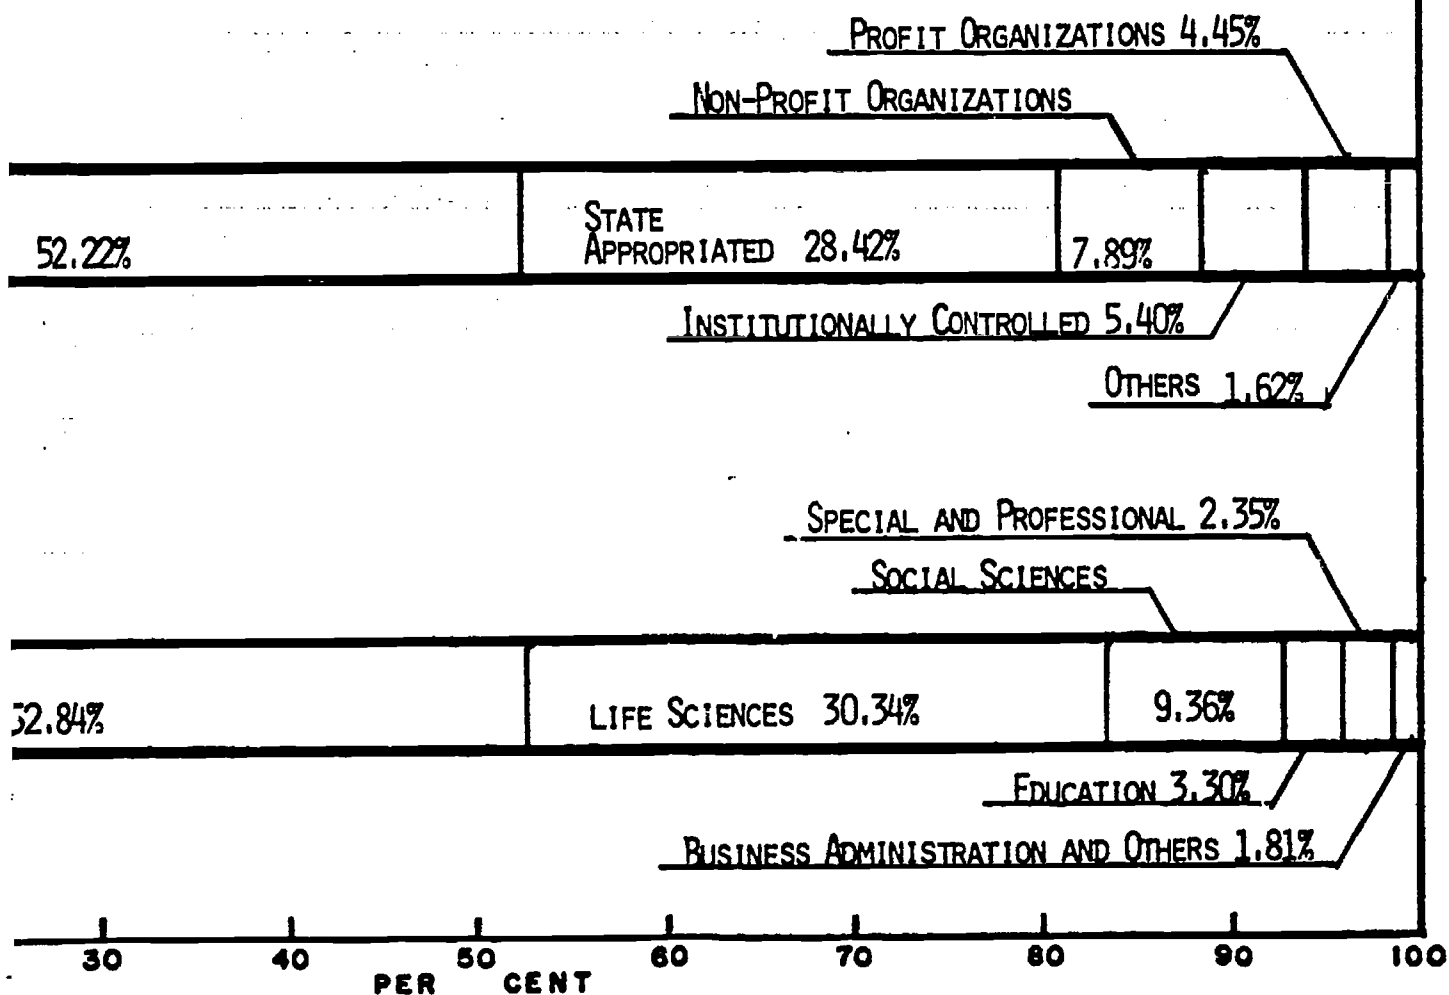 PROFIT ORGANIZATIONS 4.45%
NON-PROFIT ORGANIZATIONS
STATE
52.22% APPROPRIATED 28.42% 7.89%
INSTITUTIONALLY CONTROLLED 5.40%
OTHERS 1.62%
SPECIAL AND PROFESSIONAL 2.35%
SOCIAL SCIENCES
52.84% LIFE SCIENCES 30.34% 9.36%
EDUCATION 3.30%
BUSINESS ADMINISTRATION AND OTHERS 1.81%
30 40 50 60 70 80 90 100
PER CENT